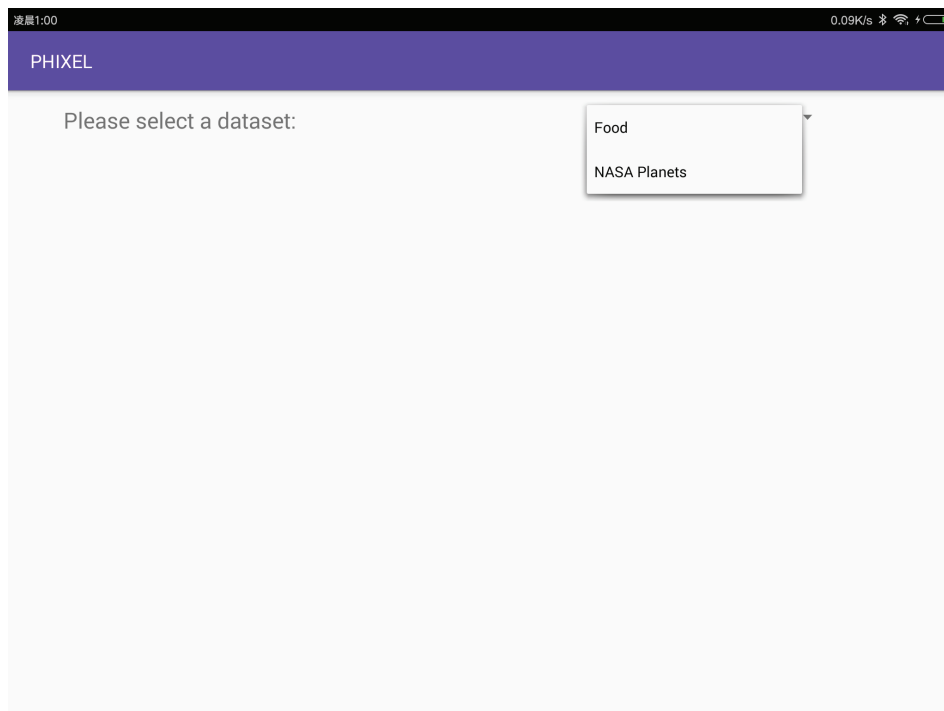 凌晨1:00 0.09K/s
PHIXEL
Please select a dataset:
Food
NASA Planets